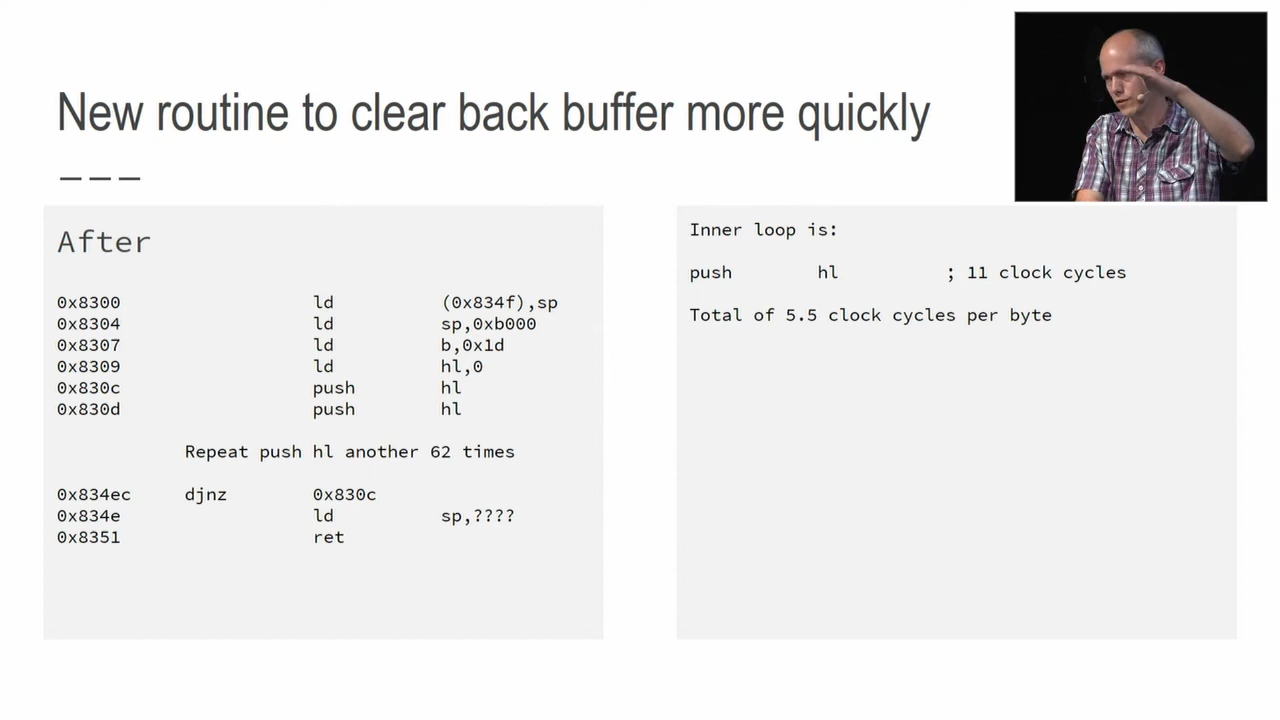 New routine to clear back buffer more quickly
After
0x8300 ld (0x834f),sp
0x8304 ld sp,0xb000
0x8307 ld b,0x1d
0x8309 ld hl,0
0x830c push hl
0x830d push hl
Repeat push hl another 62 times
0x834ec djnz 0x830c
0x834e ld sp,????
0x8351 ret
Inner loop is:
push hl ; 11 clock cycles
Total of 5.5 clock cycles per byte